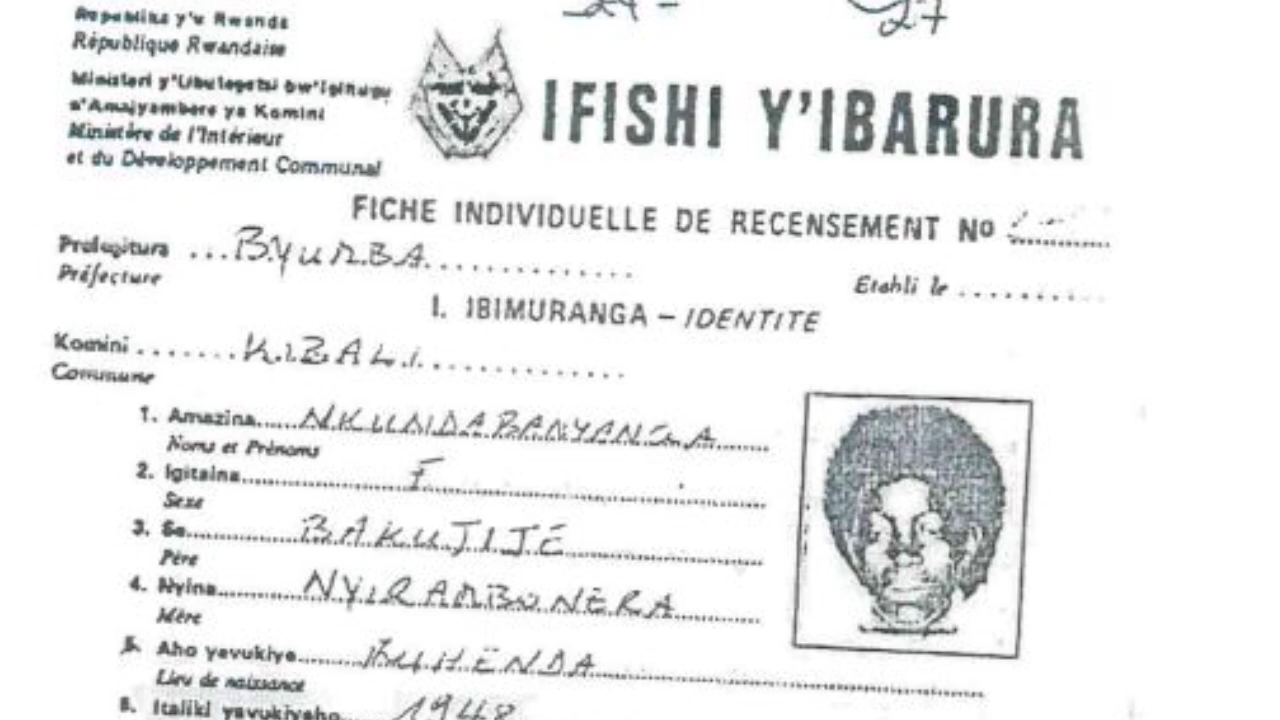 27
Republika y'u Rwanda
République Rwandaise
Ministeri y'Ubutegetsi bw'Igihugu
n'Amajyambere ya Komini
Ministère de l'Intérieur
et du Développement Communal
IFISHI Y'IBARURA
FICHE INDIVIDUELLE DE RECENSEMENT No
Prefegitura ...BYUMBA
Préfecture
Etabli le
I. IBIMURANGA – IDENTITE
Komini ....... KIBALI
Commune
1. Amazina..... NKUNDABANYANGA
Noms et Prénoms
2. Igitsina..... F
Sexe
3. Se..... BAKUJIJE
Père
4. Nyina..... NYIRAMBONERA
Mère
5. Aho yavukiye..... BUHENDA
Lieu de naissance
6. Italiki yavukiyeho..... 1948